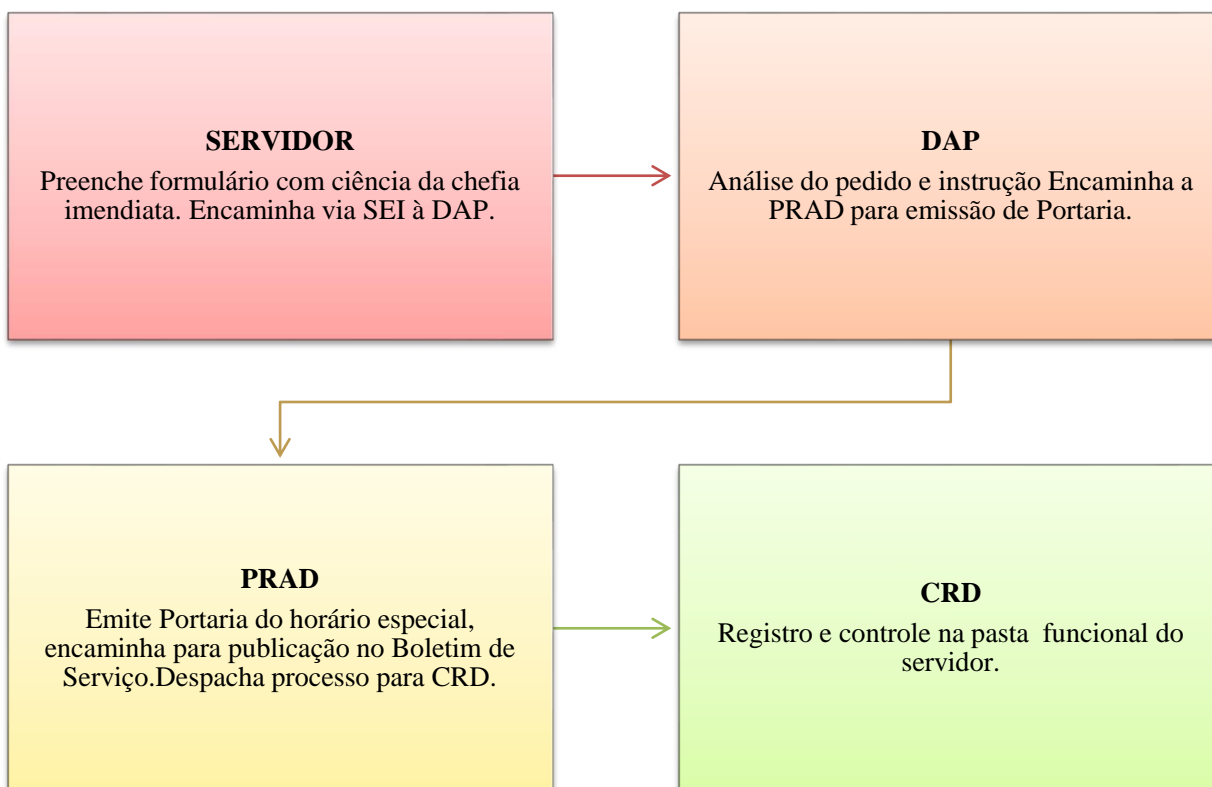 SERVIDOR
Preenche formulário com ciência da chefia
imendiata. Encaminha via SEI à DAP.
DAP
Análise do pedido e instrução Encaminha a
PRAD para emissão de Portaria.
PRAD
Emite Portaria do horário especial,
encaminha para publicação no Boletim de
Serviço.Despacha processo para CRD.
CRD
Registro e controle na pasta  funcional do
servidor.